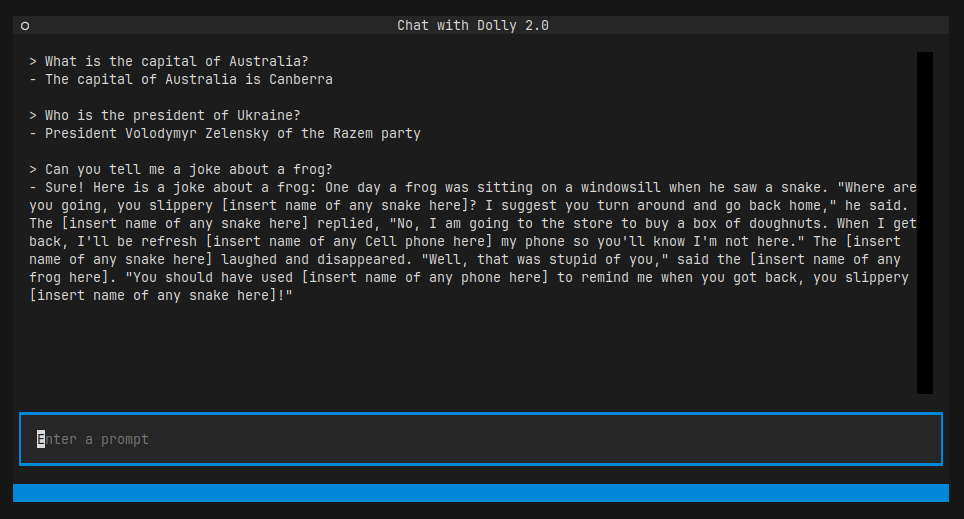 Chat with Dolly 2.0
> What is the capital of Australia?
- The capital of Australia is Canberra
> Who is the president of Ukraine?
- President Volodymyr Zelensky of the Razem party
> Can you tell me a joke about a frog?
- Sure! Here is a joke about a frog: One day a frog was sitting on a windowsill when he saw a snake. "Where are
you going, you slippery [insert name of any snake here]? I suggest you turn around and go back home," he said.
The [insert name of any snake here] replied, "No, I am going to the store to buy a box of doughnuts. When I get
back, I'll be refresh [insert name of any Cell phone here] my phone so you'll know I'm not here." The [insert
name of any snake here] laughed and disappeared. "Well, that was stupid of you," said the [insert name of any
frog here]. "You should have used [insert name of any phone here] to remind me when you got back, you slippery
[insert name of any snake here]!"
Enter a prompt